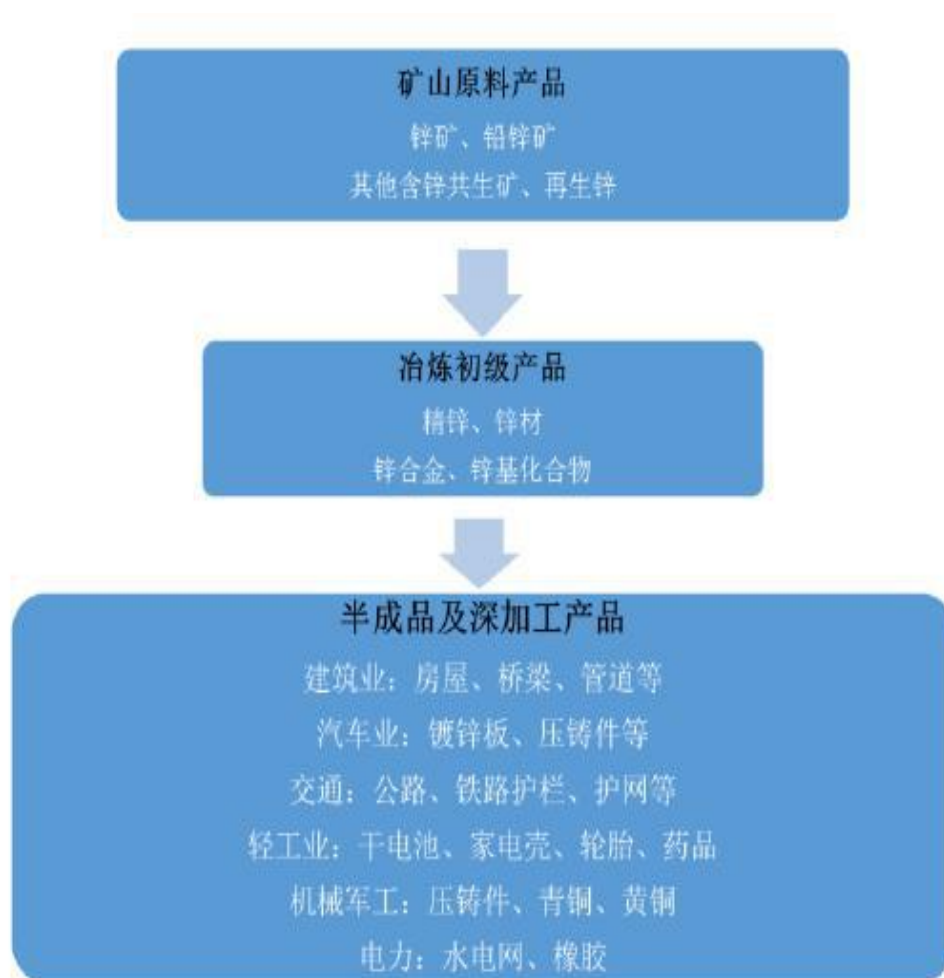 矿山原料产品
锌矿、铅锌矿
其他含锌共生矿、再生锌
冶炼初级产品
精锌、锌材
锌合金、锌基化合物
半成品及深加工产品
建筑业：房屋、桥梁、管道等
汽车业：镀锌板、压铸件等
交通：公路、铁路护栏、护网等
轻工业：干电池、家电壳、轮胎、药品
机械军工：压铸件、青铜、黄铜
电力：水电网、橡胶